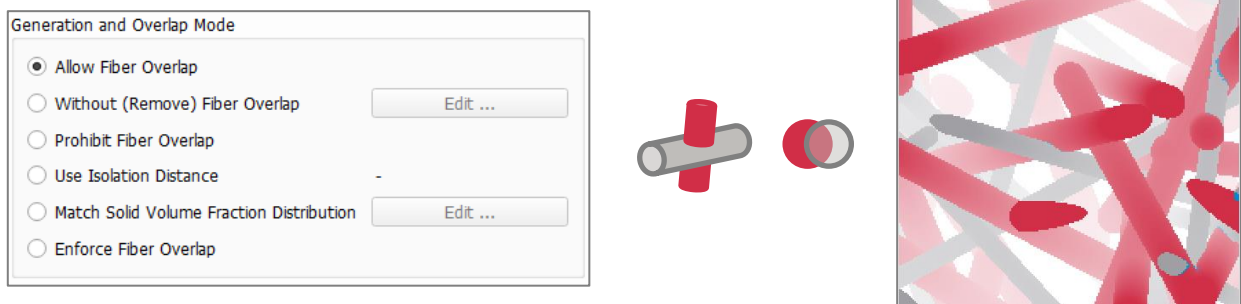 Generation and Overlap Mode
Allow Fiber Overlap
Without (Remove) Fiber Overlap Edit ...
Prohibit Fiber Overlap
Use Isolation Distance -
Match Solid Volume Fraction Distribution Edit ...
Enforce Fiber Overlap